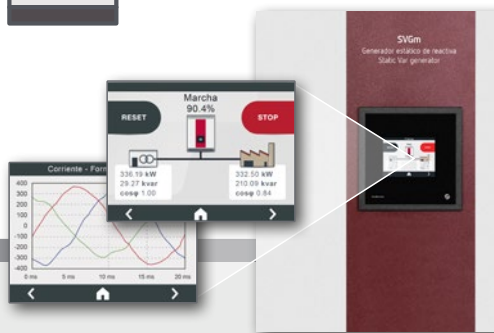 SVGm
Generador estático de reactiva
Static Var generator
Marcha
90.4%
RESET
STOP
336.19 kW
29.27 kvar
cosφ 1.00
332.50 kW
210.09 kvar
cosφ 0.84
Corriente - Form
400
300
200
100
0
-100
-200
-300
-400
0 ms
5 ms
10 ms
15 ms
20 ms